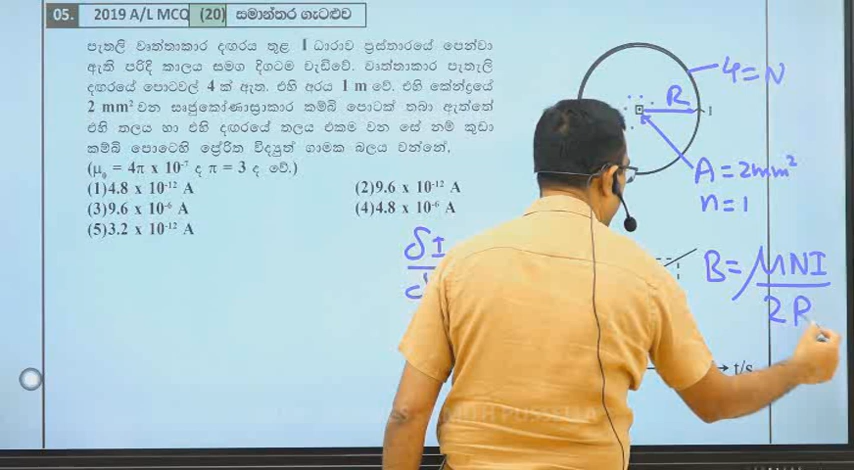 05. 2019 A/L MCQ (20) සමාන්තර ගැටළුව
පැතලි වෘත්තාකාර දඟරය තුළ I ධාරාව ප්‍රස්තාරයේ පෙන්වා
ඇති පරිදි කාලය සමග දිගටම වැඩිවේ. වෘත්තාකාර පැතැලි
දඟරයේ පොටවල් 4 ක් ඇත. එහි අරය 1 m වේ. එහි කේන්ද්‍රයේ
2 mm² වන සෘජුකෝණාස්‍රාකාර කම්බි පොටක් තබා ඇත්තේ
එහි තලය හා එහි දඟරයේ තලය එකම වන සේ නම් කුඩා
කම්බි පොටෙහි ප්‍රේරිත විද්‍යුත් ගාමක බලය වන්නේ,
(μ₀ = 4π x 10⁻⁷ ද π = 3 ද වේ.)
(1)4.8 x 10⁻¹² A (2)9.6 x 10⁻¹² A
(3)9.6 x 10⁻⁶ A (4)4.8 x 10⁻⁶ A
(5)3.2 x 10⁻¹² A
4 = N
R
I
A = 2mm²
n = 1
δI
B = μNI
2R
t/s